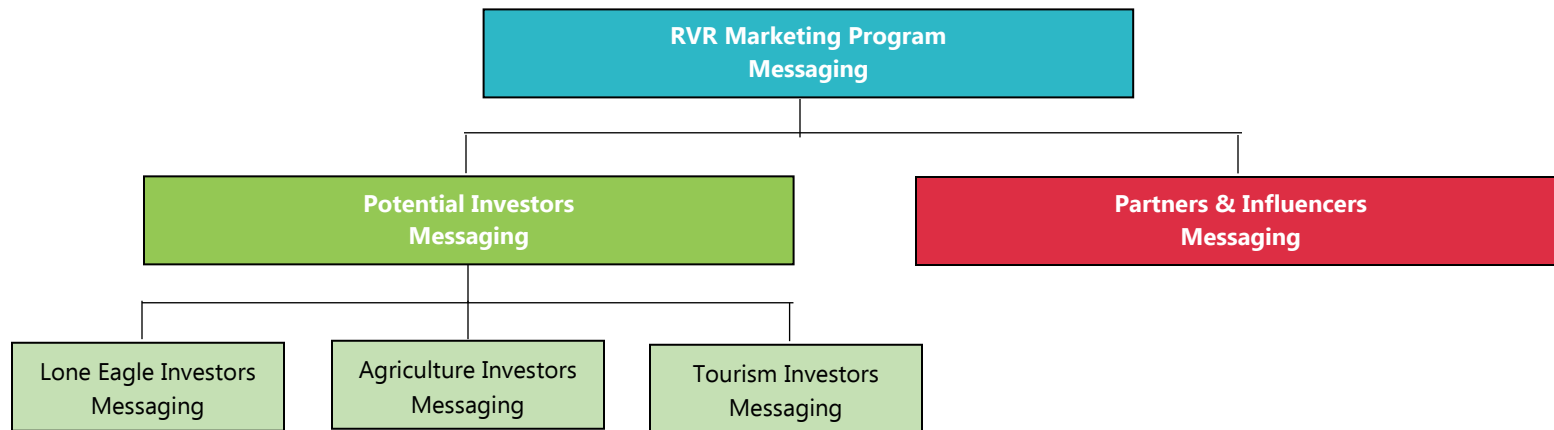 RVR Marketing Program
Messaging
Potential Investors
Messaging
Partners & Influencers
Messaging
Lone Eagle Investors
Messaging
Agriculture Investors
Messaging
Tourism Investors
Messaging